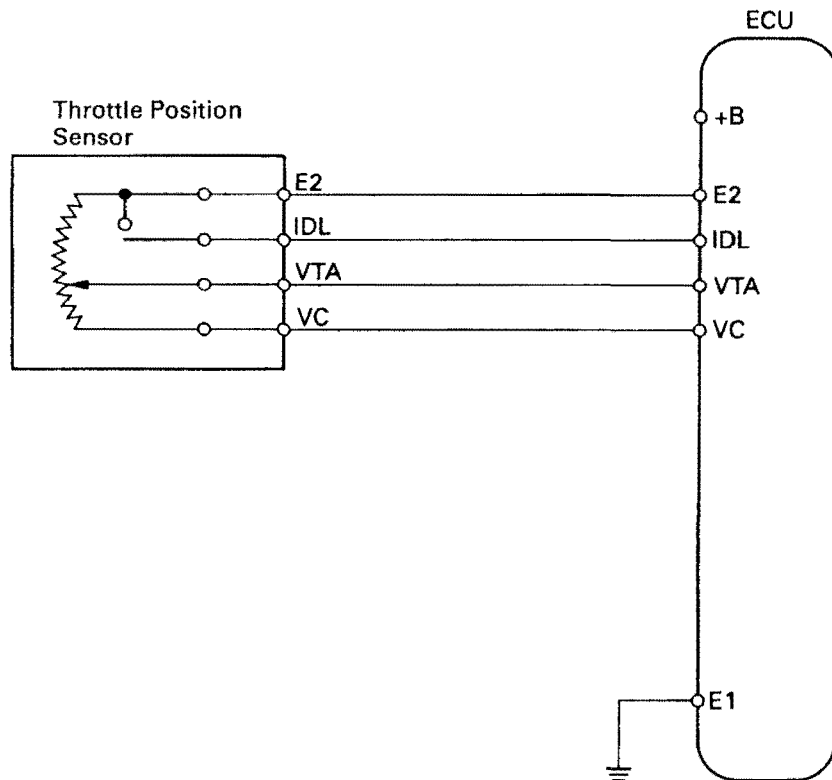 ECU
Throttle Position
Sensor
+B
E2
E2
IDL
IDL
VTA
VTA
VC
VC
E1